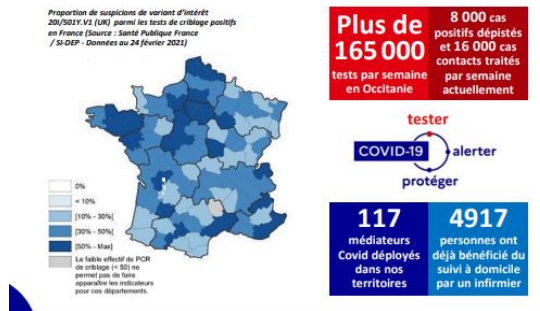 Proportion de suspicions de variant d'intérêt
20I/501Y.V1 (UK) parmi les tests de criblage positifs
en France (Source : Santé Publique France
/ SI-DEP - Données au 24 février 2021)
0%
< 10%
[10% - 30%[
[30% - 50%[
[50% - Max]
Le faible effectif de PCR
de criblage (< 50) ne
permet pas de faire
apparaître les indicateurs
pour ces départements.
Plus de
165 000
tests par semaine
en Occitanie
8 000 cas
positifs dépistés
et 16 000 cas
contacts traités
par semaine
actuellement
tester
COVID-19
alerter
protéger
117
médiateurs
Covid déployés
dans nos
territoires
4917
personnes ont
déjà bénéficié du
suivi à domicile
par un infirmier